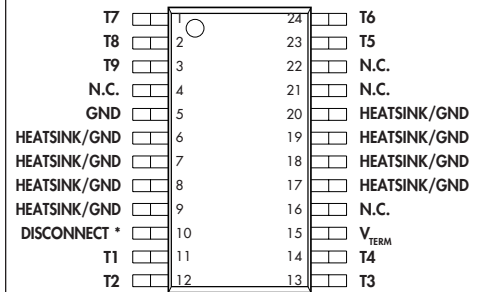 T7 1 24 T6
T8 2 23 T5
T9 3 22 N.C.
N.C. 4 21 N.C.
GND 5 20 HEATSINK/GND
HEATSINK/GND 6 19 HEATSINK/GND
HEATSINK/GND 7 18 HEATSINK/GND
HEATSINK/GND 8 17 HEATSINK/GND
HEATSINK/GND 9 16 N.C.
DISCONNECT * 10 15 VTERM
T1 11 14 T4
T2 12 13 T3